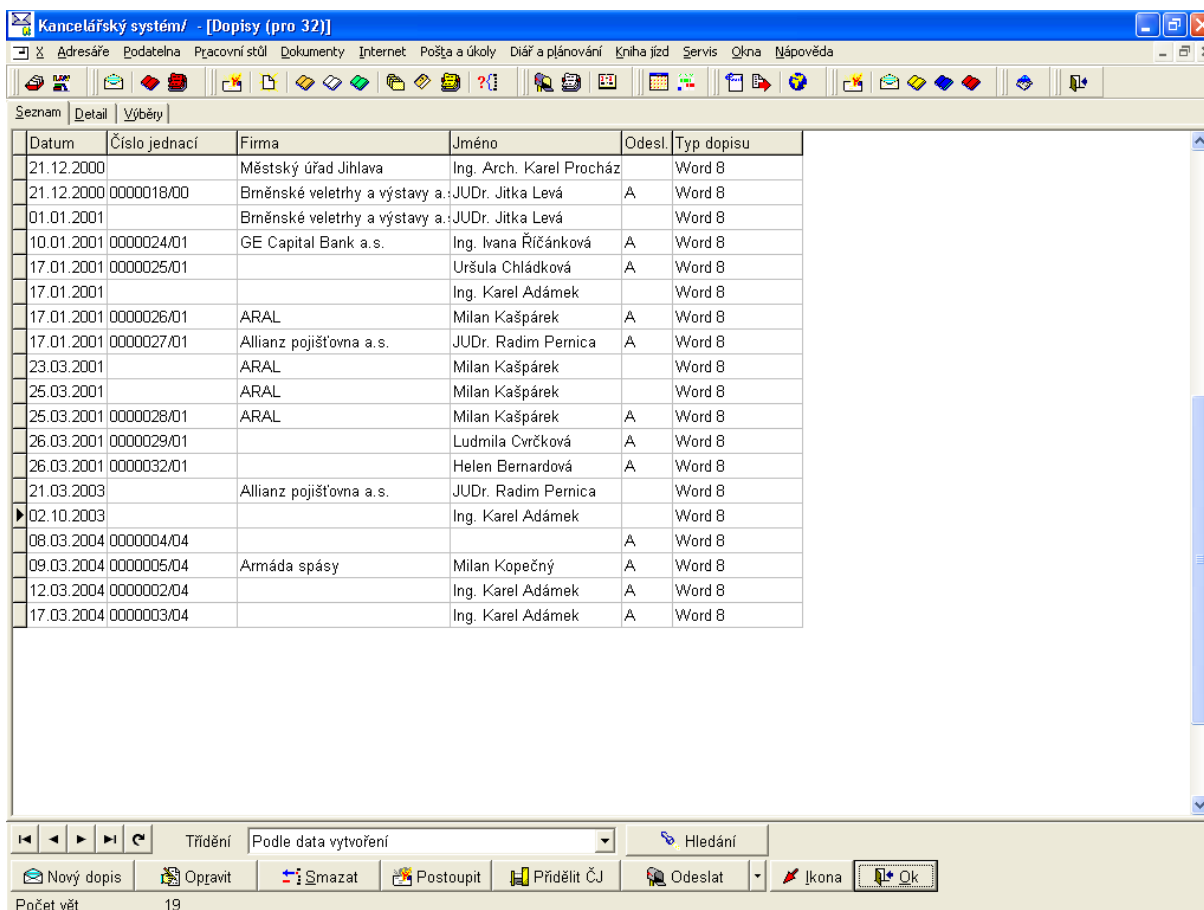 Kancelářský systém/ - [Dopisy (pro 32)]
X Adresáře Podatelna Pracovní stůl Dokumenty Internet Pošta a úkoly Diář a plánování Kniha jízd Servis Okna Nápověda
Seznam Detail Výběry
Datum Číslo jednací Firma Jméno Odesl. Typ dopisu
21.12.2000 Městský úřad Jihlava Ing. Arch. Karel Procház Word 8
21.12.2000 0000018/00 Brněnské veletrhy a výstavy a.s JUDr. Jitka Levá A Word 8
01.01.2001 Brněnské veletrhy a výstavy a.s JUDr. Jitka Levá Word 8
10.01.2001 0000024/01 GE Capital Bank a.s. Ing. Ivana Říčánková A Word 8
17.01.2001 0000025/01 Uršula Chládková A Word 8
17.01.2001 Ing. Karel Adámek Word 8
17.01.2001 0000026/01 ARAL Milan Kašpárek A Word 8
17.01.2001 0000027/01 Allianz pojišťovna a.s. JUDr. Radim Pernica A Word 8
23.03.2001 ARAL Milan Kašpárek Word 8
25.03.2001 ARAL Milan Kašpárek Word 8
25.03.2001 0000028/01 ARAL Milan Kašpárek A Word 8
26.03.2001 0000029/01 Ludmila Cvrčková A Word 8
26.03.2001 0000032/01 Helen Bernardová A Word 8
21.03.2003 Allianz pojišťovna a.s. JUDr. Radim Pernica Word 8
02.10.2003 Ing. Karel Adámek Word 8
08.03.2004 0000004/04 A Word 8
09.03.2004 0000005/04 Armáda spásy Milan Kopečný A Word 8
12.03.2004 0000002/04 Ing. Karel Adámek A Word 8
17.03.2004 0000003/04 Ing. Karel Adámek A Word 8
Třídění Podle data vytvoření Hledání
Nový dopis Opravit Smazat Postoupit Přidělit ČJ Odeslat Ikona Ok
Počet vět 19